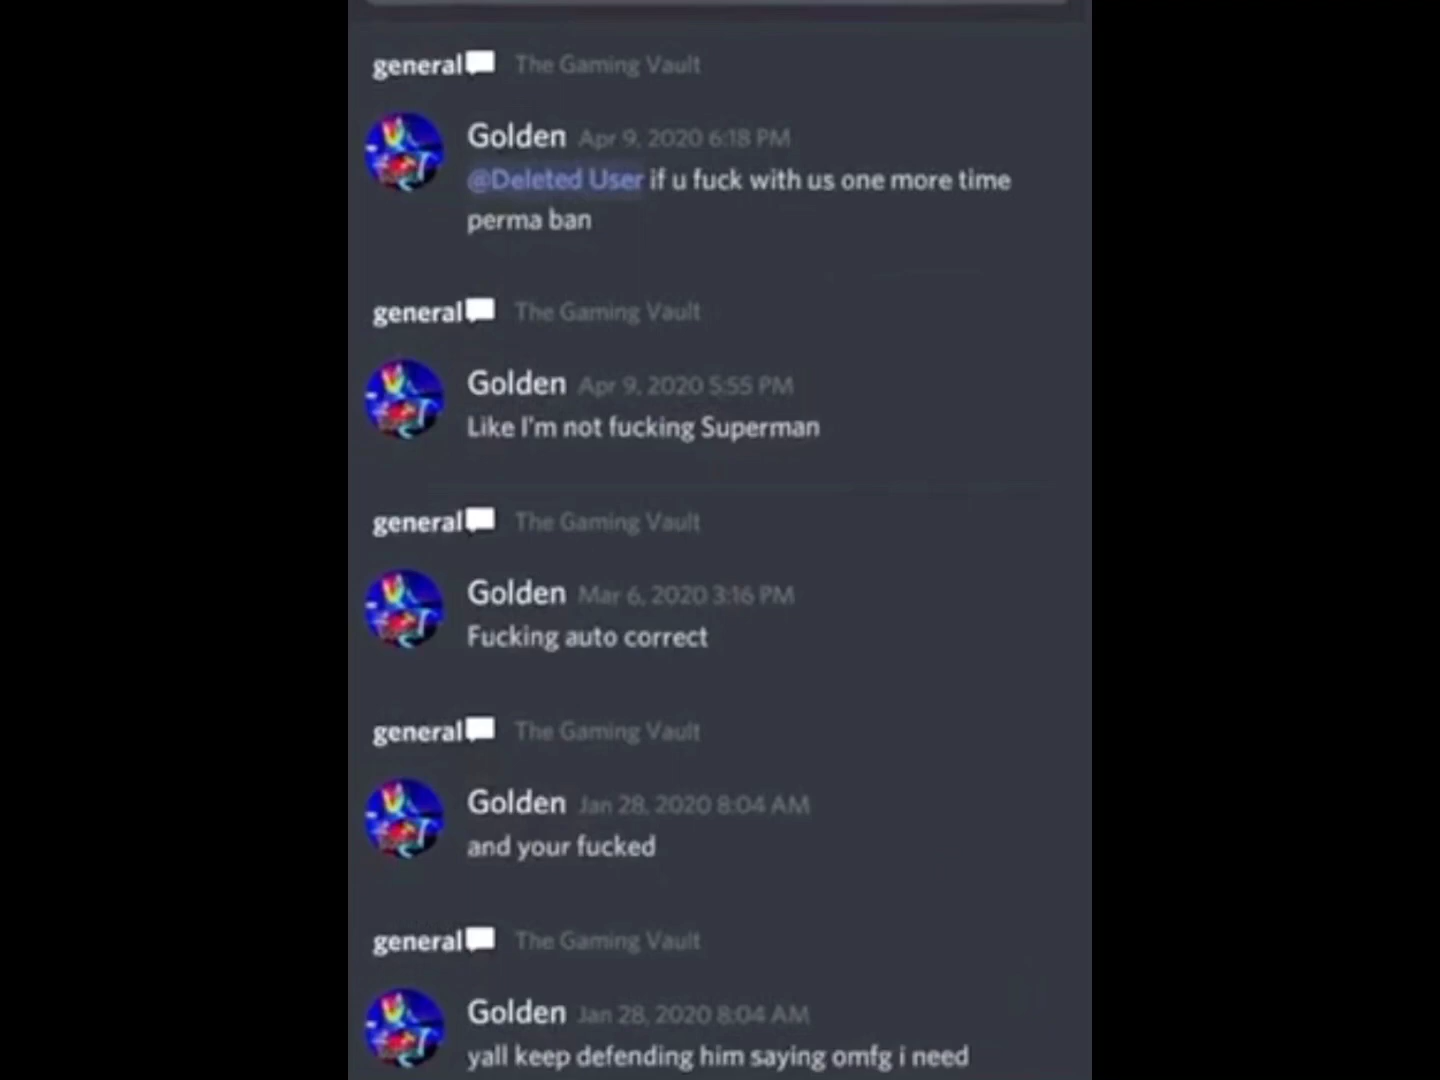 general The Gaming Vault
Golden Apr 9, 2020 6:18 PM
@Deleted User if u fuck with us one more time
perma ban
general The Gaming Vault
Golden Apr 9, 2020 5:55 PM
Like I'm not fucking Superman
general The Gaming Vault
Golden Mar 6, 2020 3:16 PM
Fucking auto correct
general The Gaming Vault
Golden Jan 28, 2020 8:04 AM
and your fucked
general The Gaming Vault
Golden Jan 28, 2020 8:04 AM
yall keep defending him saying omfg i need